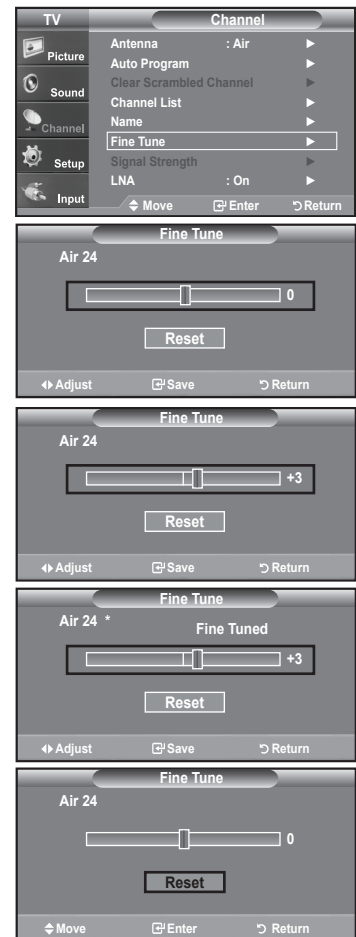 TV Channel
Picture
Sound
Channel
Setup
Input
Antenna : Air ►
Auto Program ►
Clear Scrambled Channel
Channel List ►
Name ►
Fine Tune ►
Signal Strength ►
LNA : On ►
Move Enter Return
Fine Tune
Air 24
0
Reset
Adjust Save Return
Fine Tune
Air 24
+3
Reset
Adjust Save Return
Fine Tune
Air 24 *
Fine Tuned
+3
Reset
Adjust Save Return
Fine Tune
Air 24
0
Reset
Move Enter Return